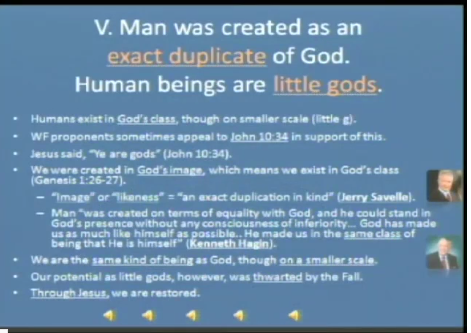 V. Man was created as an
exact duplicate of God.
Human beings are little gods.
• Humans exist in God's class, though on smaller scale (little g).
• WF proponents sometimes appeal to John 10:34 in support of this.
• Jesus said, "Ye are gods" (John 10:34).
• We were created in God's image, which means we exist in God's class
(Genesis 1:26-27).
– "Image" or "likeness" = "an exact duplication in kind" (Jerry Savelle).
– Man "was created on terms of equality with God, and he could stand in
God's presence without any consciousness of inferiority... God has made
us as much like himself as possible... He made us in the same class of
being that He is himself" (Kenneth Hagin).
• We are the same kind of being as God, though on a smaller scale.
• Our potential as little gods, however, was thwarted by the Fall.
• Through Jesus, we are restored.